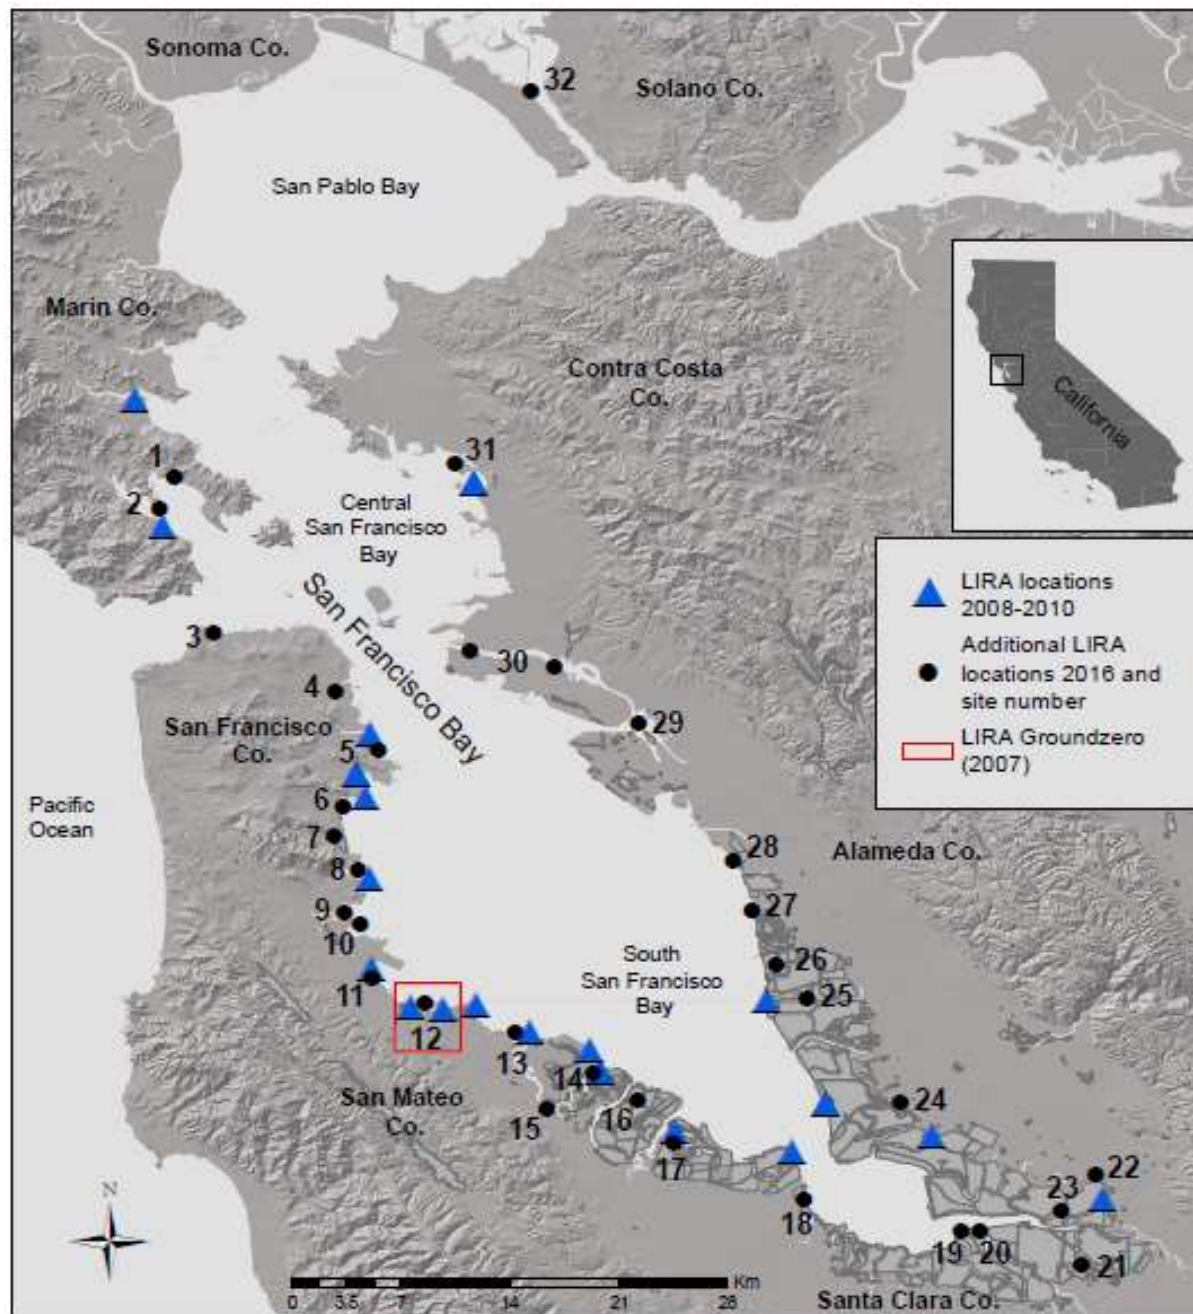 Sonoma Co.
32
Solano Co.
San Pablo Bay
Marin Co.
Contra Costa
Co.
California
1
31
2
Central
San Francisco
Bay
LIRA locations
2008-2010
Additional LIRA
locations 2016 and
site number
LIRA Groundzero
(2007)
San Francisco Bay
3
30
4
29
San Francisco
Co.
5
6
Pacific
Ocean
7
28
Alameda Co.
8
9
27
10
South
San Francisco
Bay
26
25
11
12
13
14
San Mateo
Co.
15
16
24
17
22
23
18
19
20
21
N
Km
0 3.5 7 14 21 28
Santa Clara Co.